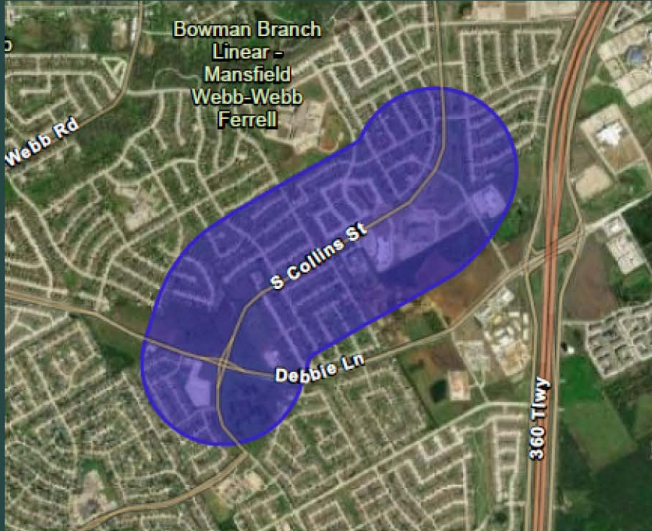 Bowman Branch
Linear -
Mansfield
Webb-Webb
Ferrell
Webb Rd
S Collins St
Debbie Ln
360 Tlwy